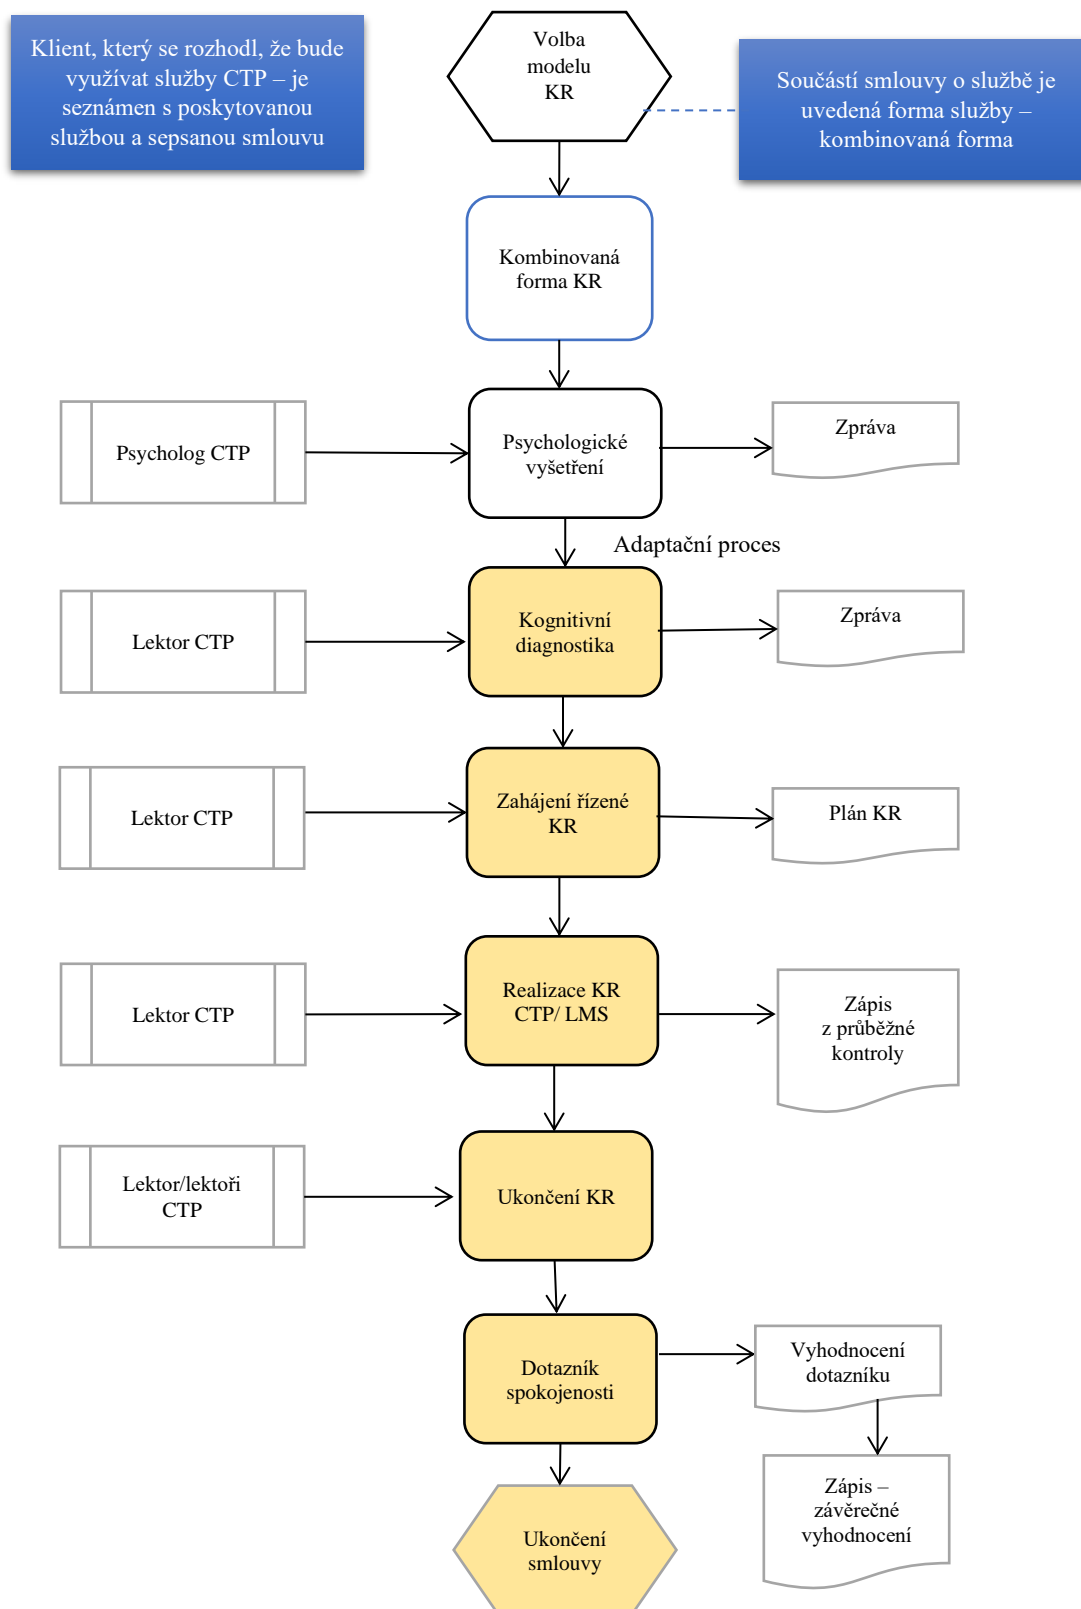 Klient, který se rozhodl, že bude
využívat služby CTP – je
seznámen s poskytovanou
službou a sepsanou smlouvu
Volba
modelu
KR
Součástí smlouvy o službě je
uvedená forma služby –
kombinovaná forma
Kombinovaná
forma KR
Psycholog CTP
Psychologické
vyšetření
Zpráva
Adaptační proces
Lektor CTP
Kognitivní
diagnostika
Zpráva
Lektor CTP
Zahájení řízené
KR
Plán KR
Lektor CTP
Realizace KR
CTP/ LMS
Zápis
z průběžné
kontroly
Lektor/lektoři
CTP
Ukončení KR
Dotazník
spokojenosti
Vyhodnocení
dotazníku
Zápis –
závěrečné
vyhodnocení
Ukončení
smlouvy